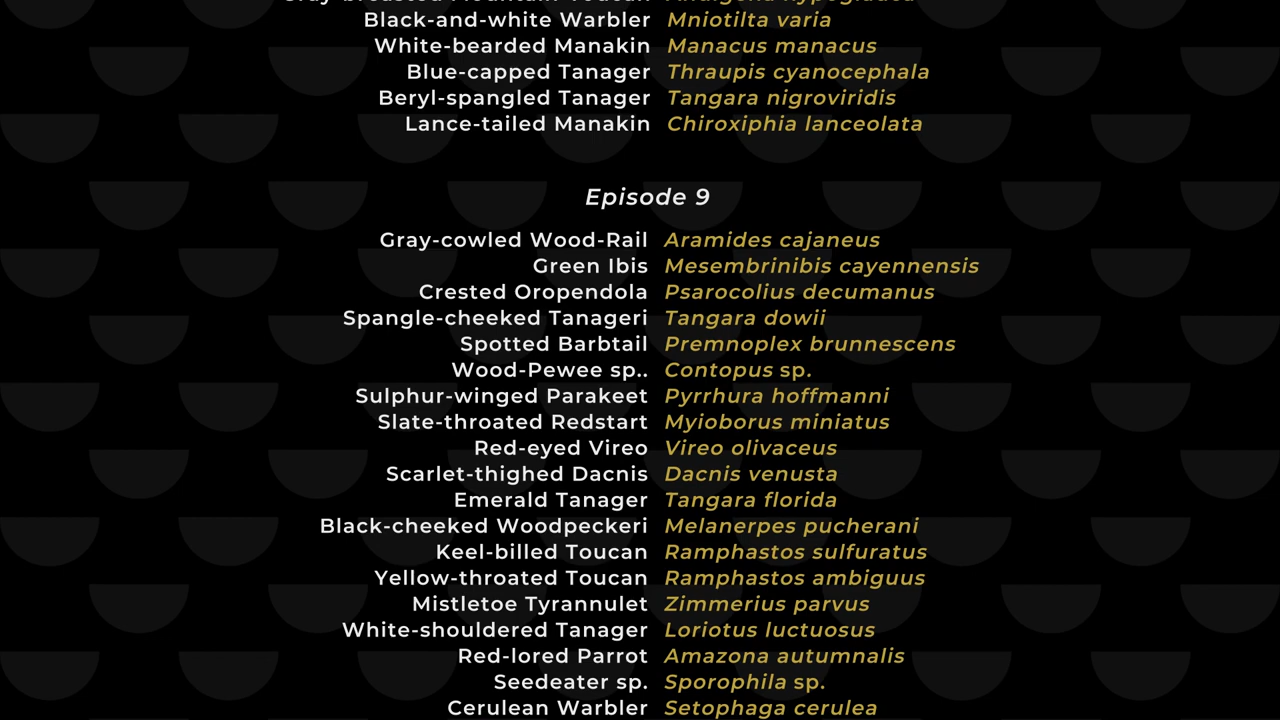 Black-and-white Warbler Mniotilta varia
White-bearded Manakin Manacus manacus
Blue-capped Tanager Thraupis cyanocephala
Beryl-spangled Tanager Tangara nigroviridis
Lance-tailed Manakin Chiroxiphia lanceolata
Episode 9
Gray-cowled Wood-Rail Aramides cajaneus
Green Ibis Mesembrinibis cayennensis
Crested Oropendola Psarocolius decumanus
Spangle-cheeked Tanageri Tangara dowii
Spotted Barbtail Premnoplex brunnescens
Wood-Pewee sp.. Contopus sp.
Sulphur-winged Parakeet Pyrrhura hoffmanni
Slate-throated Redstart Myioborus miniatus
Red-eyed Vireo Vireo olivaceus
Scarlet-thighed Dacnis Dacnis venusta
Emerald Tanager Tangara florida
Black-cheeked Woodpeckeri Melanerpes pucherani
Keel-billed Toucan Ramphastos sulfuratus
Yellow-throated Toucan Ramphastos ambiguus
Mistletoe Tyrannulet Zimmerius parvus
White-shouldered Tanager Loriotus luctuosus
Red-lored Parrot Amazona autumnalis
Seedeater sp. Sporophila sp.
Cerulean Warbler Setophaga cerulea